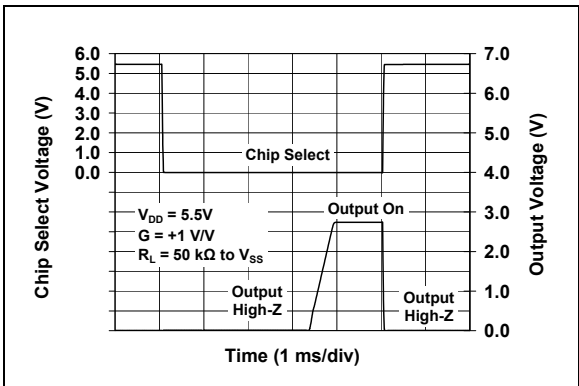 6.0
5.0
4.0
3.0
2.0
1.0
0.0
Chip Select Voltage (V)
7.0
6.0
5.0
4.0
3.0
2.0
1.0
0.0
Output Voltage (V)
Chip Select
VDD = 5.5V
G = +1 V/V
RL = 50 kΩ to VSS
Output On
Output
High-Z
Output
High-Z
Time (1 ms/div)